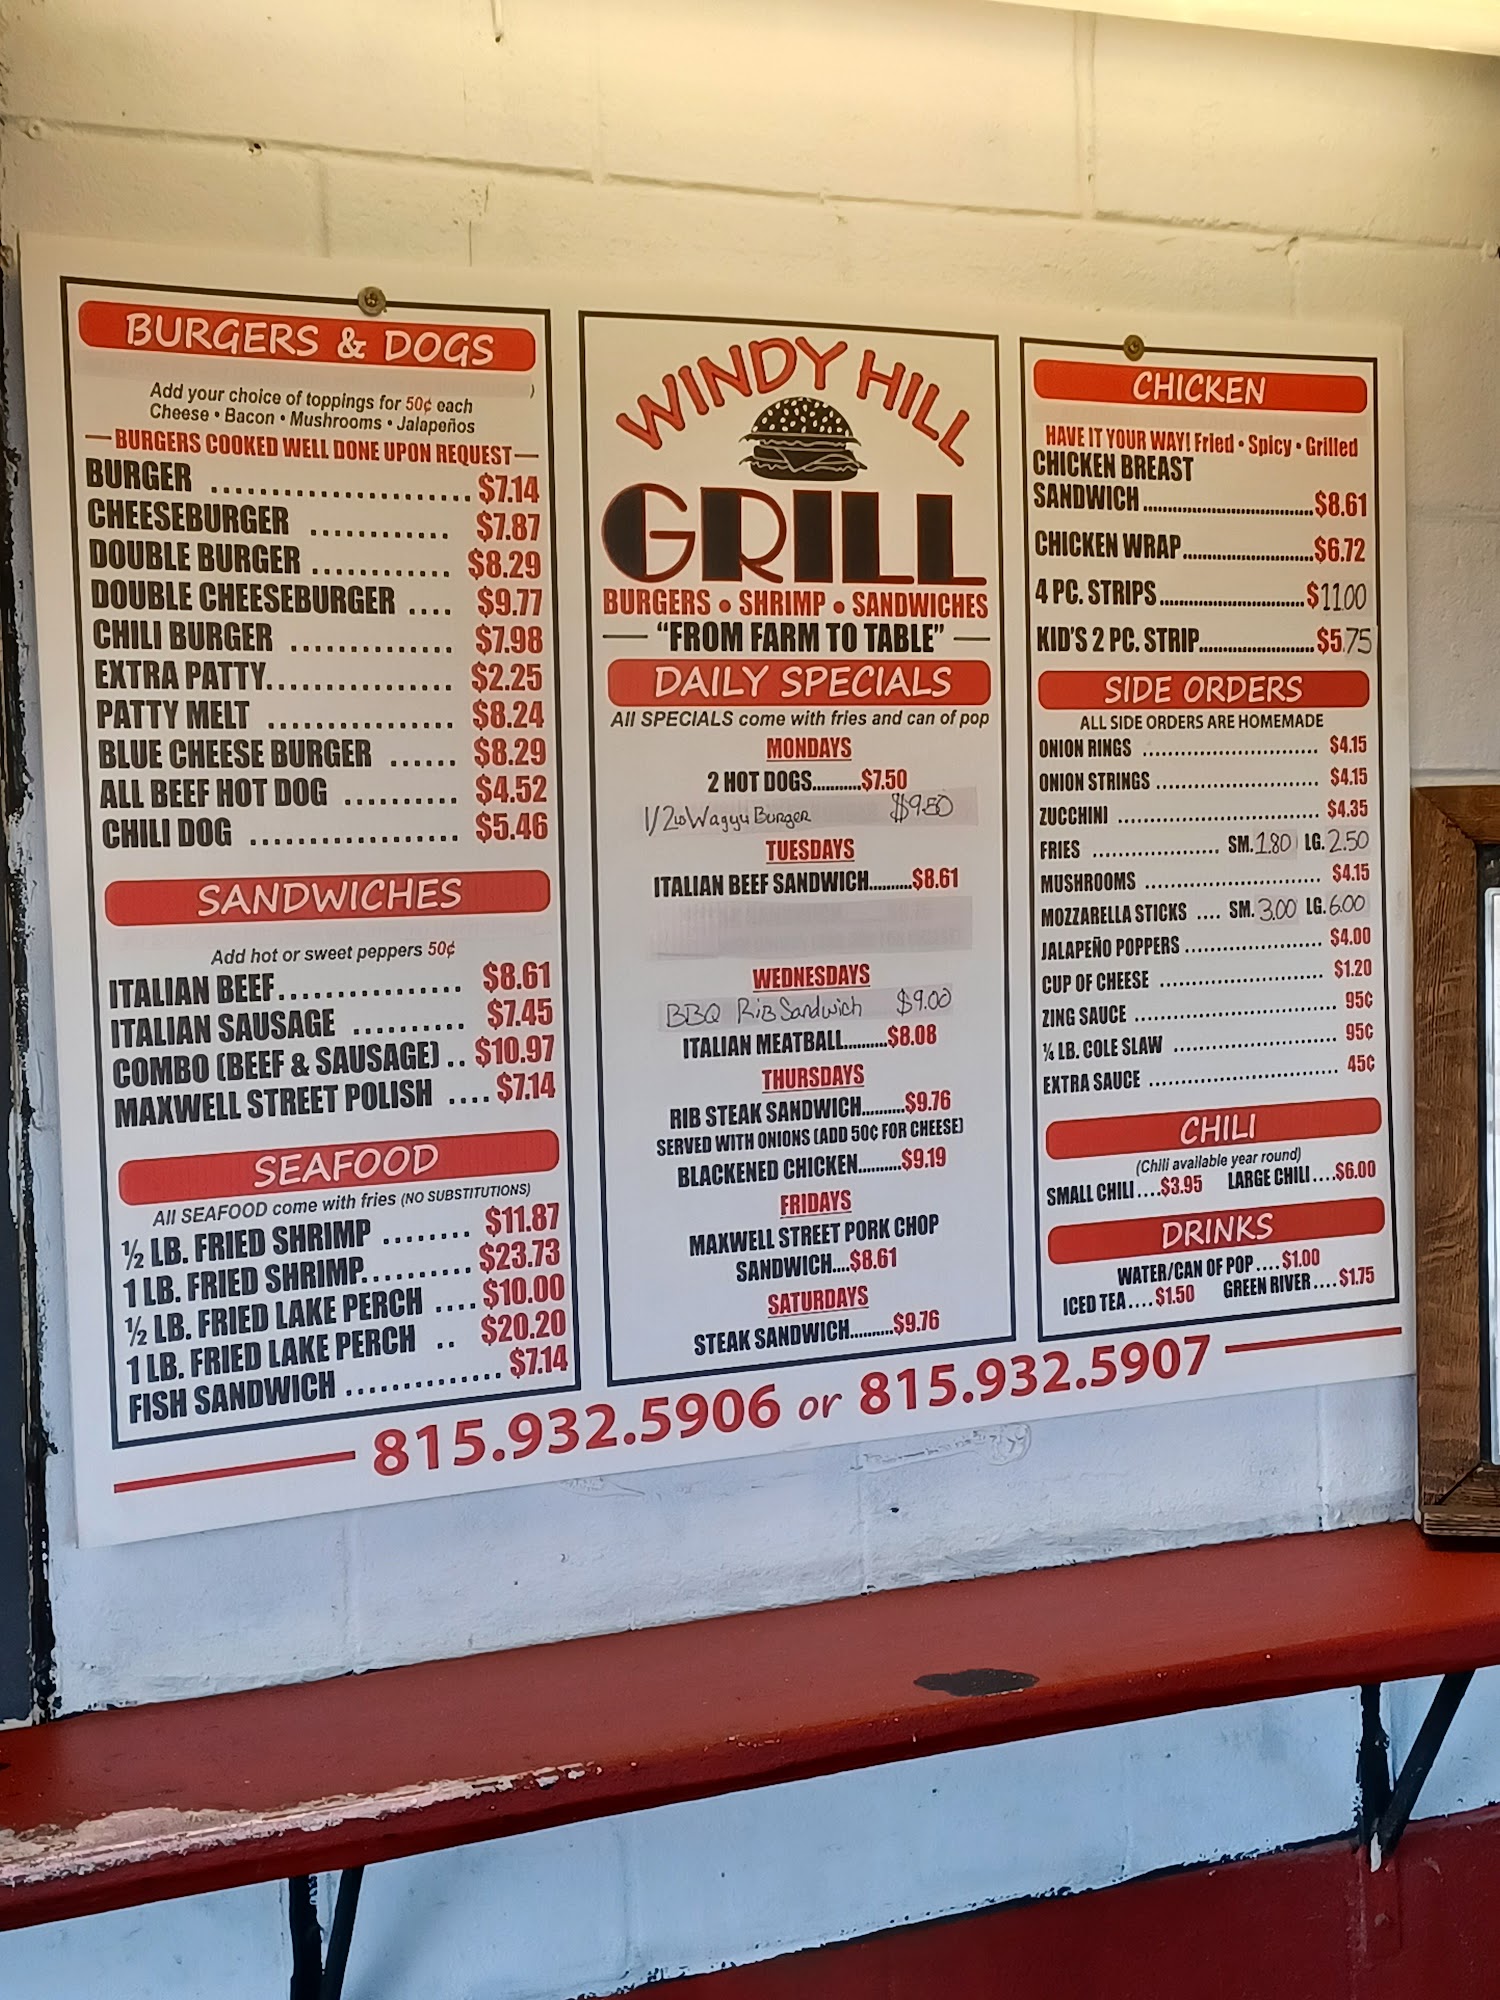 BURGERS & DOGS
Add your choice of toppings for 50¢ each
Cheese • Bacon • Mushrooms • Jalapeños
—BURGERS COOKED WELL DONE UPON REQUEST—
BURGER ........................ $7.14
CHEESEBURGER ............. $7.87
DOUBLE BURGER ............. $8.29
DOUBLE CHEESEBURGER .... $9.77
CHILI BURGER ............... $7.98
EXTRA PATTY................. $2.25
PATTY MELT ................. $8.24
BLUE CHEESE BURGER ...... $8.29
ALL BEEF HOT DOG .......... $4.52
CHILI DOG ................... $5.46
SANDWICHES
Add hot or sweet peppers 50¢
ITALIAN BEEF................. $8.61
ITALIAN SAUSAGE .......... $7.45
COMBO (BEEF & SAUSAGE) .. $10.97
MAXWELL STREET POLISH .... $7.14
SEAFOOD
All SEAFOOD come with fries (NO SUBSTITUTIONS)
½ LB. FRIED SHRIMP ........ $11.87
1 LB. FRIED SHRIMP.......... $23.73
½ LB. FRIED LAKE PERCH .... $10.00
1 LB. FRIED LAKE PERCH .. $20.20
FISH SANDWICH .............. $7.14
WINDY HILL
GRILL
BURGERS • SHRIMP • SANDWICHES
— "FROM FARM TO TABLE" —
DAILY SPECIALS
All SPECIALS come with fries and can of pop
MONDAYS
2 HOT DOGS...........$7.50
1/2 LB Wagyu Burger $9.50
TUESDAYS
ITALIAN BEEF SANDWICH..........$8.61
WEDNESDAYS
BBQ Rib Sandwich $9.00
ITALIAN MEATBALL..........$8.08
THURSDAYS
RIB STEAK SANDWICH..........$9.76
SERVED WITH ONIONS (ADD 50¢ FOR CHEESE)
BLACKENED CHICKEN..........$9.19
FRIDAYS
MAXWELL STREET PORK CHOP
SANDWICH....$8.61
SATURDAYS
STEAK SANDWICH..........$9.76
CHICKEN
HAVE IT YOUR WAY! Fried • Spicy • Grilled
CHICKEN BREAST
SANDWICH....................................$8.61
CHICKEN WRAP...........................$6.72
4 PC. STRIPS..............................$11.00
KID'S 2 PC. STRIP........................$5.75
SIDE ORDERS
ALL SIDE ORDERS ARE HOMEMADE
ONION RINGS ............................ $4.15
ONION STRINGS .......................... $4.15
ZUCCHINI ................................ $4.35
FRIES .................... SM. 1.80 LG. 2.50
MUSHROOMS ............................ $4.15
MOZZARELLA STICKS .... SM. 3.00 LG. 6.00
JALAPEÑO POPPERS ...................... $4.00
CUP OF CHEESE .......................... $1.20
ZING SAUCE ................................ 95¢
¼ LB. COLE SLAW .......................... 95¢
EXTRA SAUCE .............................. 45¢
CHILI
(Chili available year round)
SMALL CHILI....$3.95 LARGE CHILI....$6.00
DRINKS
WATER/CAN OF POP....$1.00
ICED TEA....$1.50 GREEN RIVER....$1.75
815.932.5906 or 815.932.5907